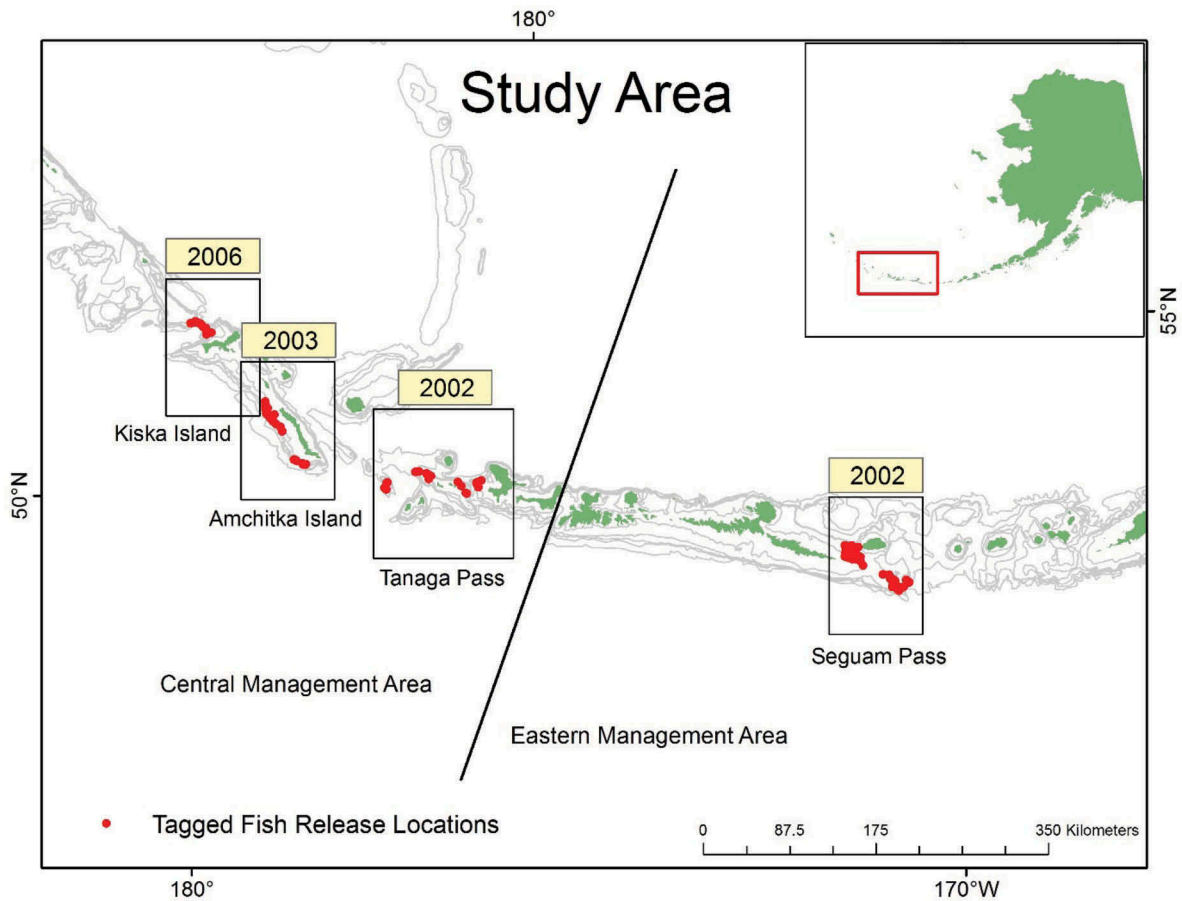 180°
Study Area
2006
2003
2002
55°N
Kiska Island
50°N
2002
Amchitka Island
Tanaga Pass
Seguam Pass
Central Management Area
Eastern Management Area
Tagged Fish Release Locations
0 87.5 175 350 Kilometers
180° 170°W